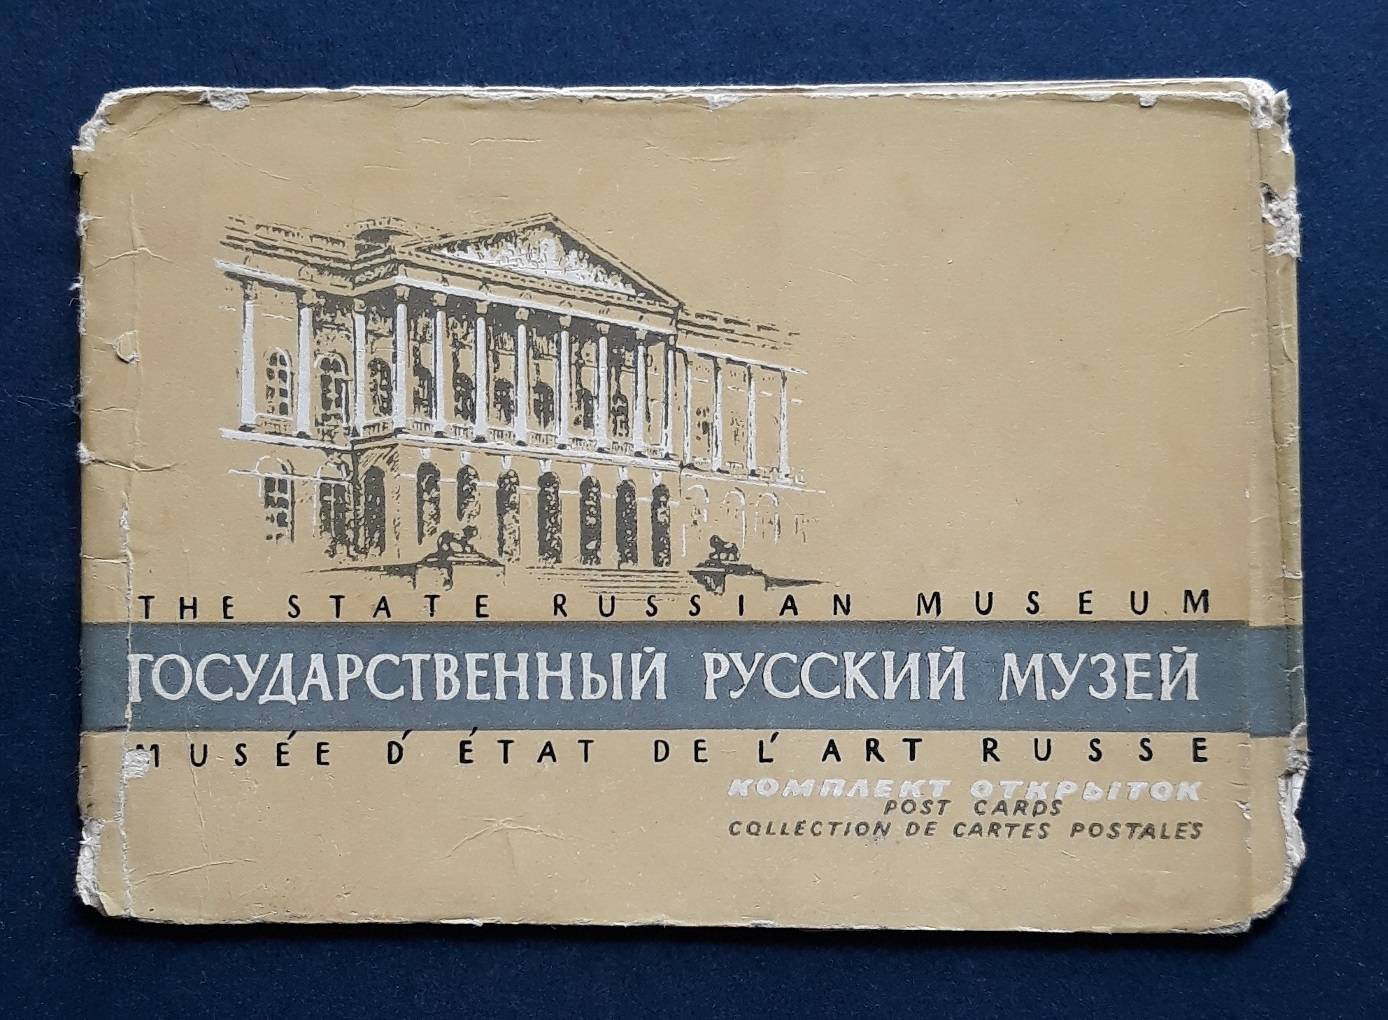 THE STATE RUSSIAN MUSEUM
ГОСУДАРСТВЕННЫЙ РУССКИЙ МУЗЕЙ
MUSÉE D'ÉTAT DE L'ART RUSSE
КОМПЛЕКТ ОТКРЫТОК
POST CARDS
COLLECTION DE CARTES POSTALES